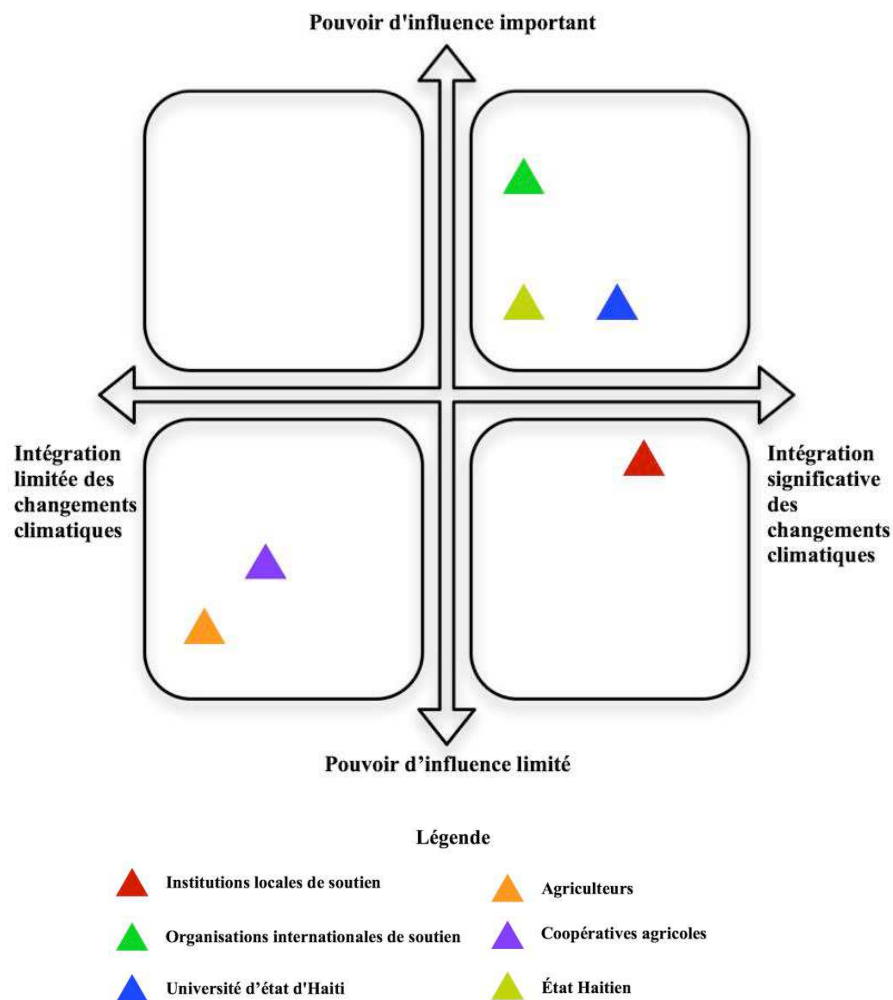 Pouvoir d'influence important
Intégration
limitée des
changements
climatiques
Intégration
significative
des
changements
climatiques
Pouvoir d’influence limité
Légende
Institutions locales de soutien
Agriculteurs
Organisations internationales de soutien
Coopératives agricoles
Université d’état d'Haiti
État Haitien